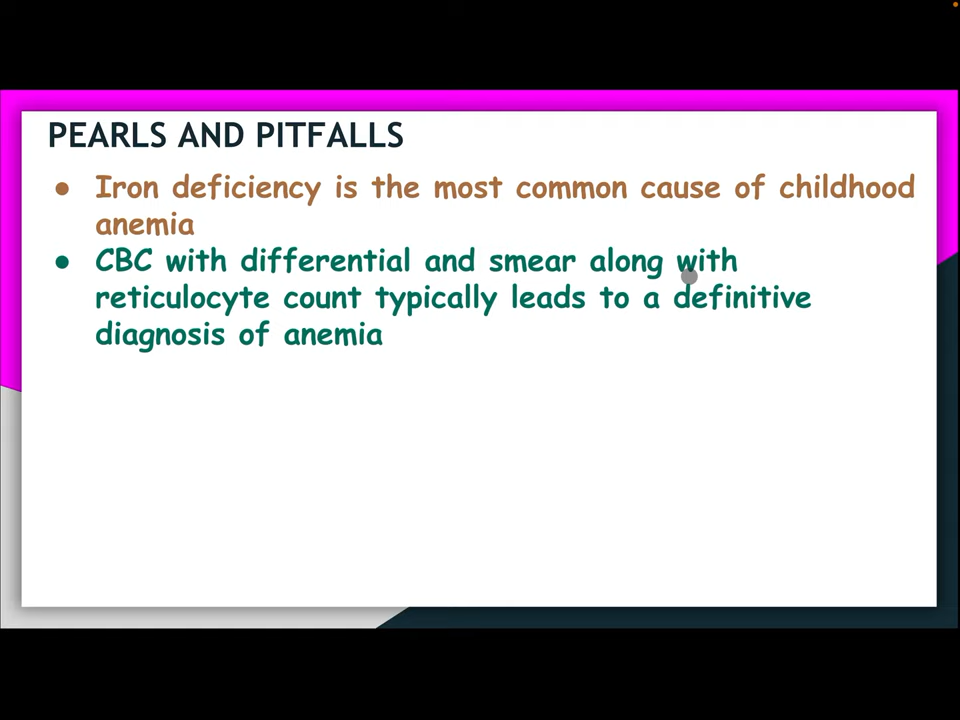 PEARLS AND PITFALLS
● Iron deficiency is the most common cause of childhood
anemia
● CBC with differential and smear along with
reticulocyte count typically leads to a definitive
diagnosis of anemia